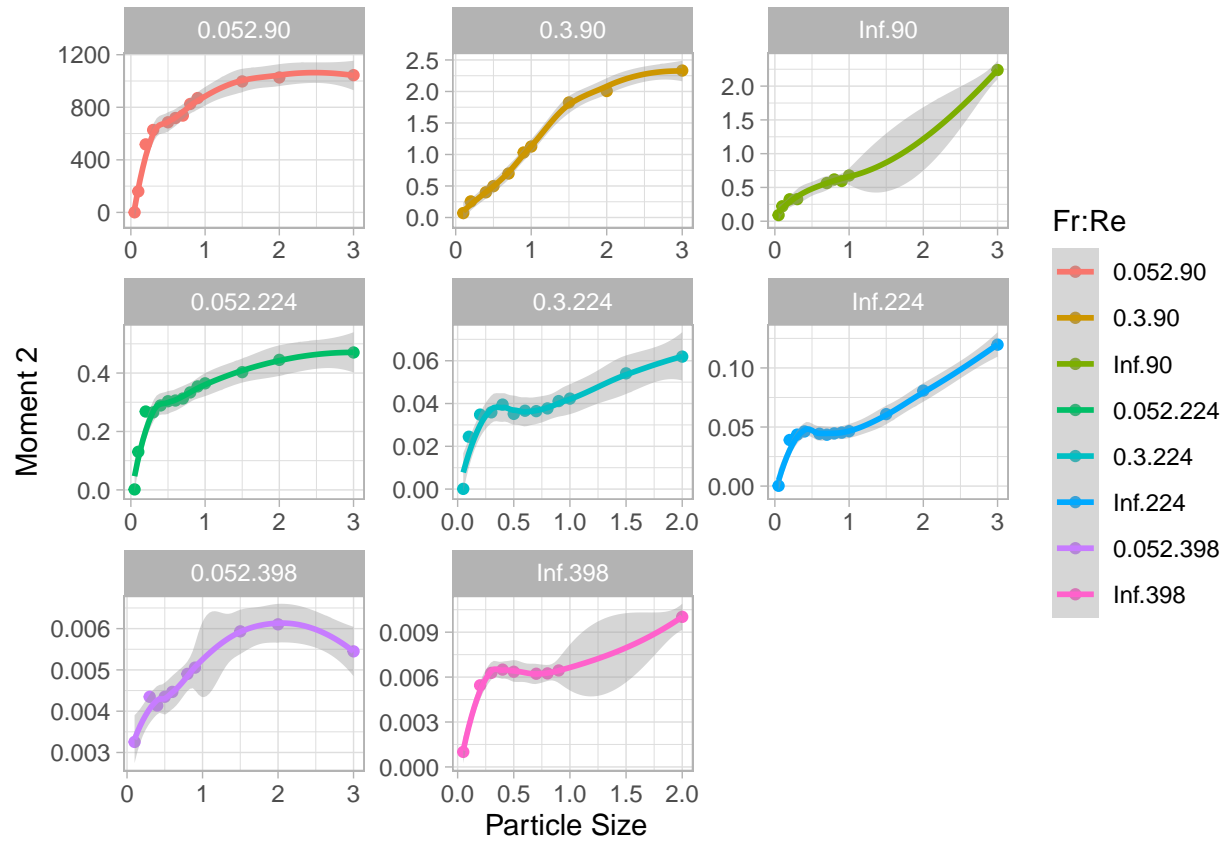 0.052.90
0.3.90
Inf.90
1200
800
400
0
0 1 2 3
2.5
2.0
1.5
1.0
0.5
0.0
0 1 2 3
2.0
1.5
1.0
0.5
0.0
0 1 2 3
0.052.224
0.3.224
Inf.224
0.4
0.2
0.0
0 1 2 3
0.06
0.04
0.02
0.00
0.0 0.5 1.0 1.5 2.0
0.10
0.05
0.00
0 1 2 3
0.052.398
Inf.398
0.006
0.005
0.004
0.003
0 1 2 3
0.009
0.006
0.003
0.000
0.0 0.5 1.0 1.5 2.0
Moment 2
Particle Size
Fr:Re
0.052.90
0.3.90
Inf.90
0.052.224
0.3.224
Inf.224
0.052.398
Inf.398